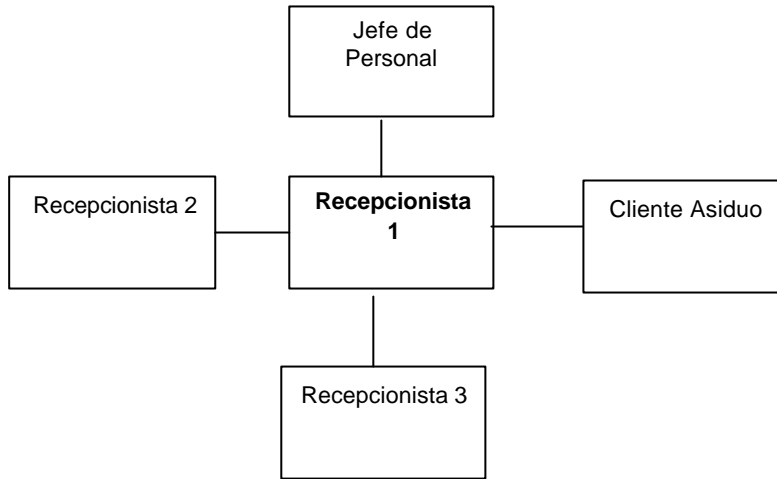 Jefe de
Personal
Recepcionista 2
Recepcionista
1
Cliente Asiduo
Recepcionista 3